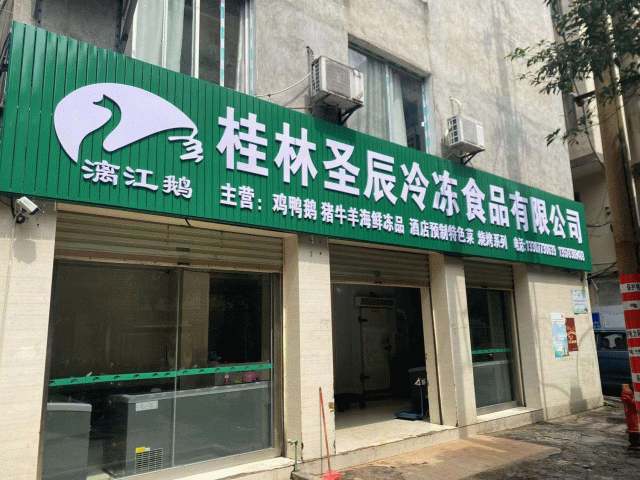 桂林圣辰冷冻食品有限公司
漓江鹅
主营：鸡鸭鹅 猪牛羊海鲜冻品 酒店预制特色菜 烧烤系列 电话: